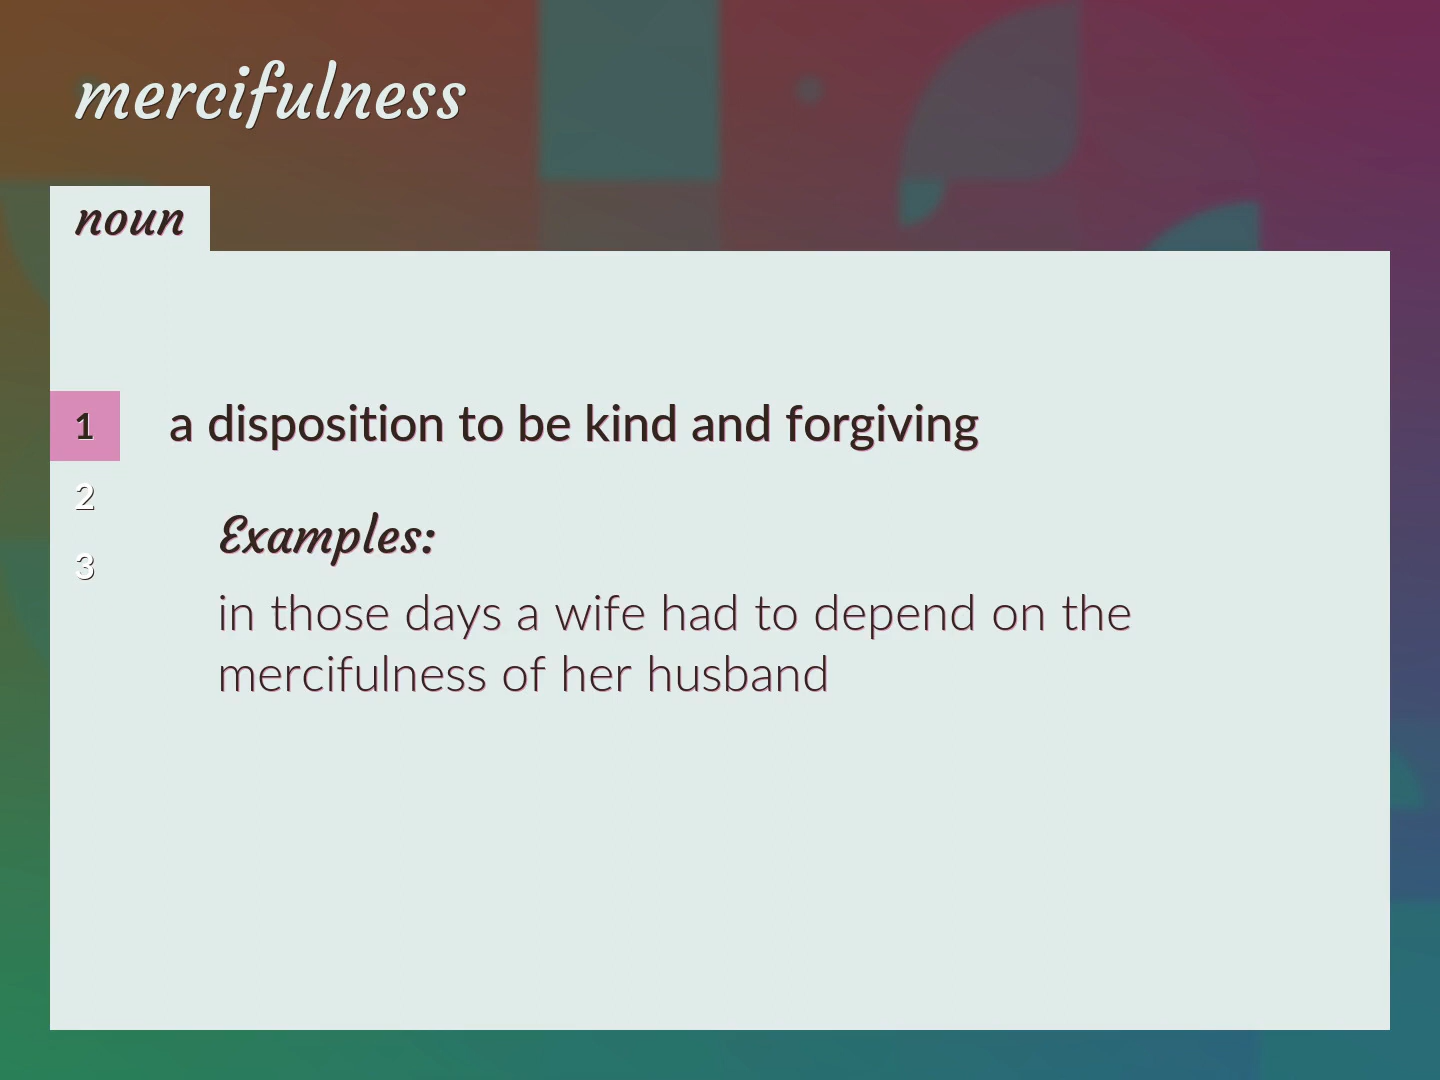 mercifulness
noun
1
a disposition to be kind and forgiving
2
3
Examples:
in those days a wife had to depend on the
mercifulness of her husband